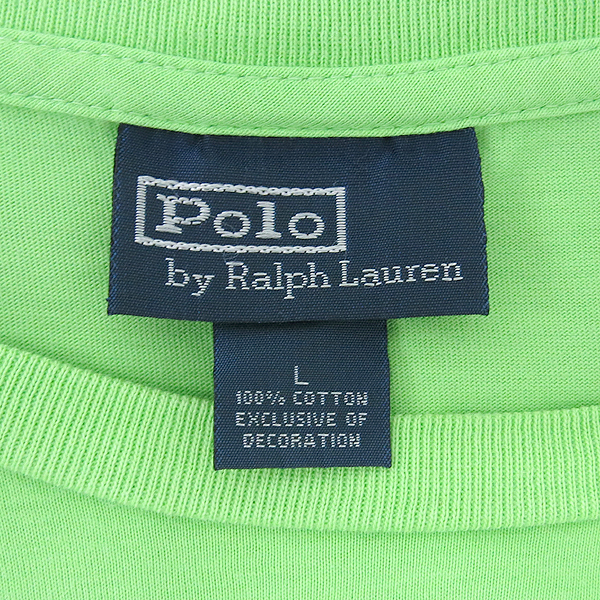 Polo
by Ralph Lauren
L
100% COTTON
EXCLUSIVE OF
DECORATION